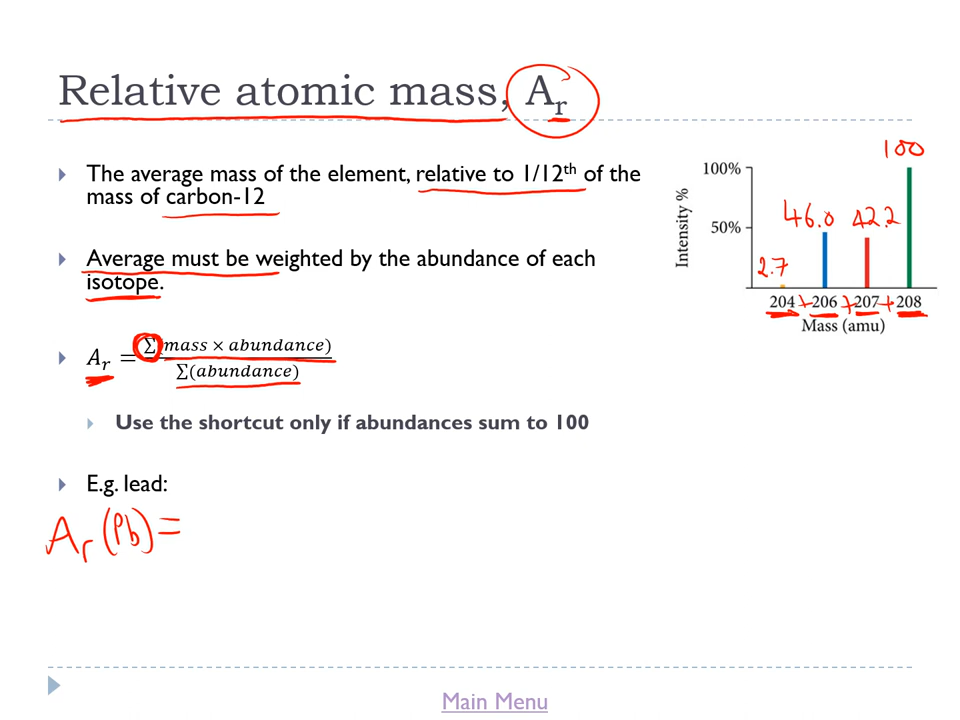 Relative atomic mass, Ar
The average mass of the element, relative to 1/12th of the
mass of carbon-12
Average must be weighted by the abundance of each
isotope.
Ar = ∑(mass × abundance) / ∑(abundance)
Use the shortcut only if abundances sum to 100
E.g. lead:
Ar (Pb) =
100
100%
46.0 42.2
50%
2.7
Intensity %
204 + 206 + 207 + 208
Mass (amu)
Main Menu